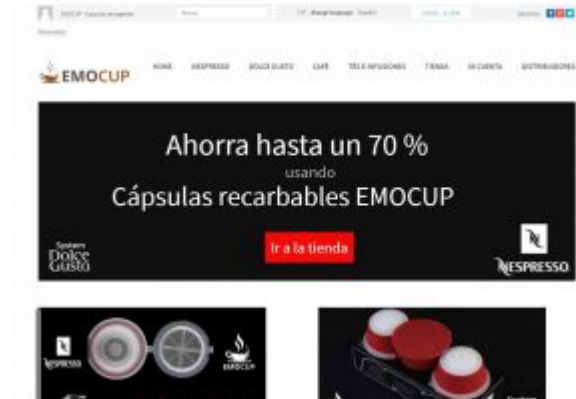 EMOCUP
HOME NESPRESSO DOLCE GUSTO CAFÉ TÉS E INFUSIONES TIENDA MI CUENTA DISTRIBUIDORES
Ahorra hasta un 70 %
usando
Cápsulas recarbables EMOCUP
Ir a la tienda
System
Dolce
Gusto
NESPRESSO
NESPRESSO
EMOCUP